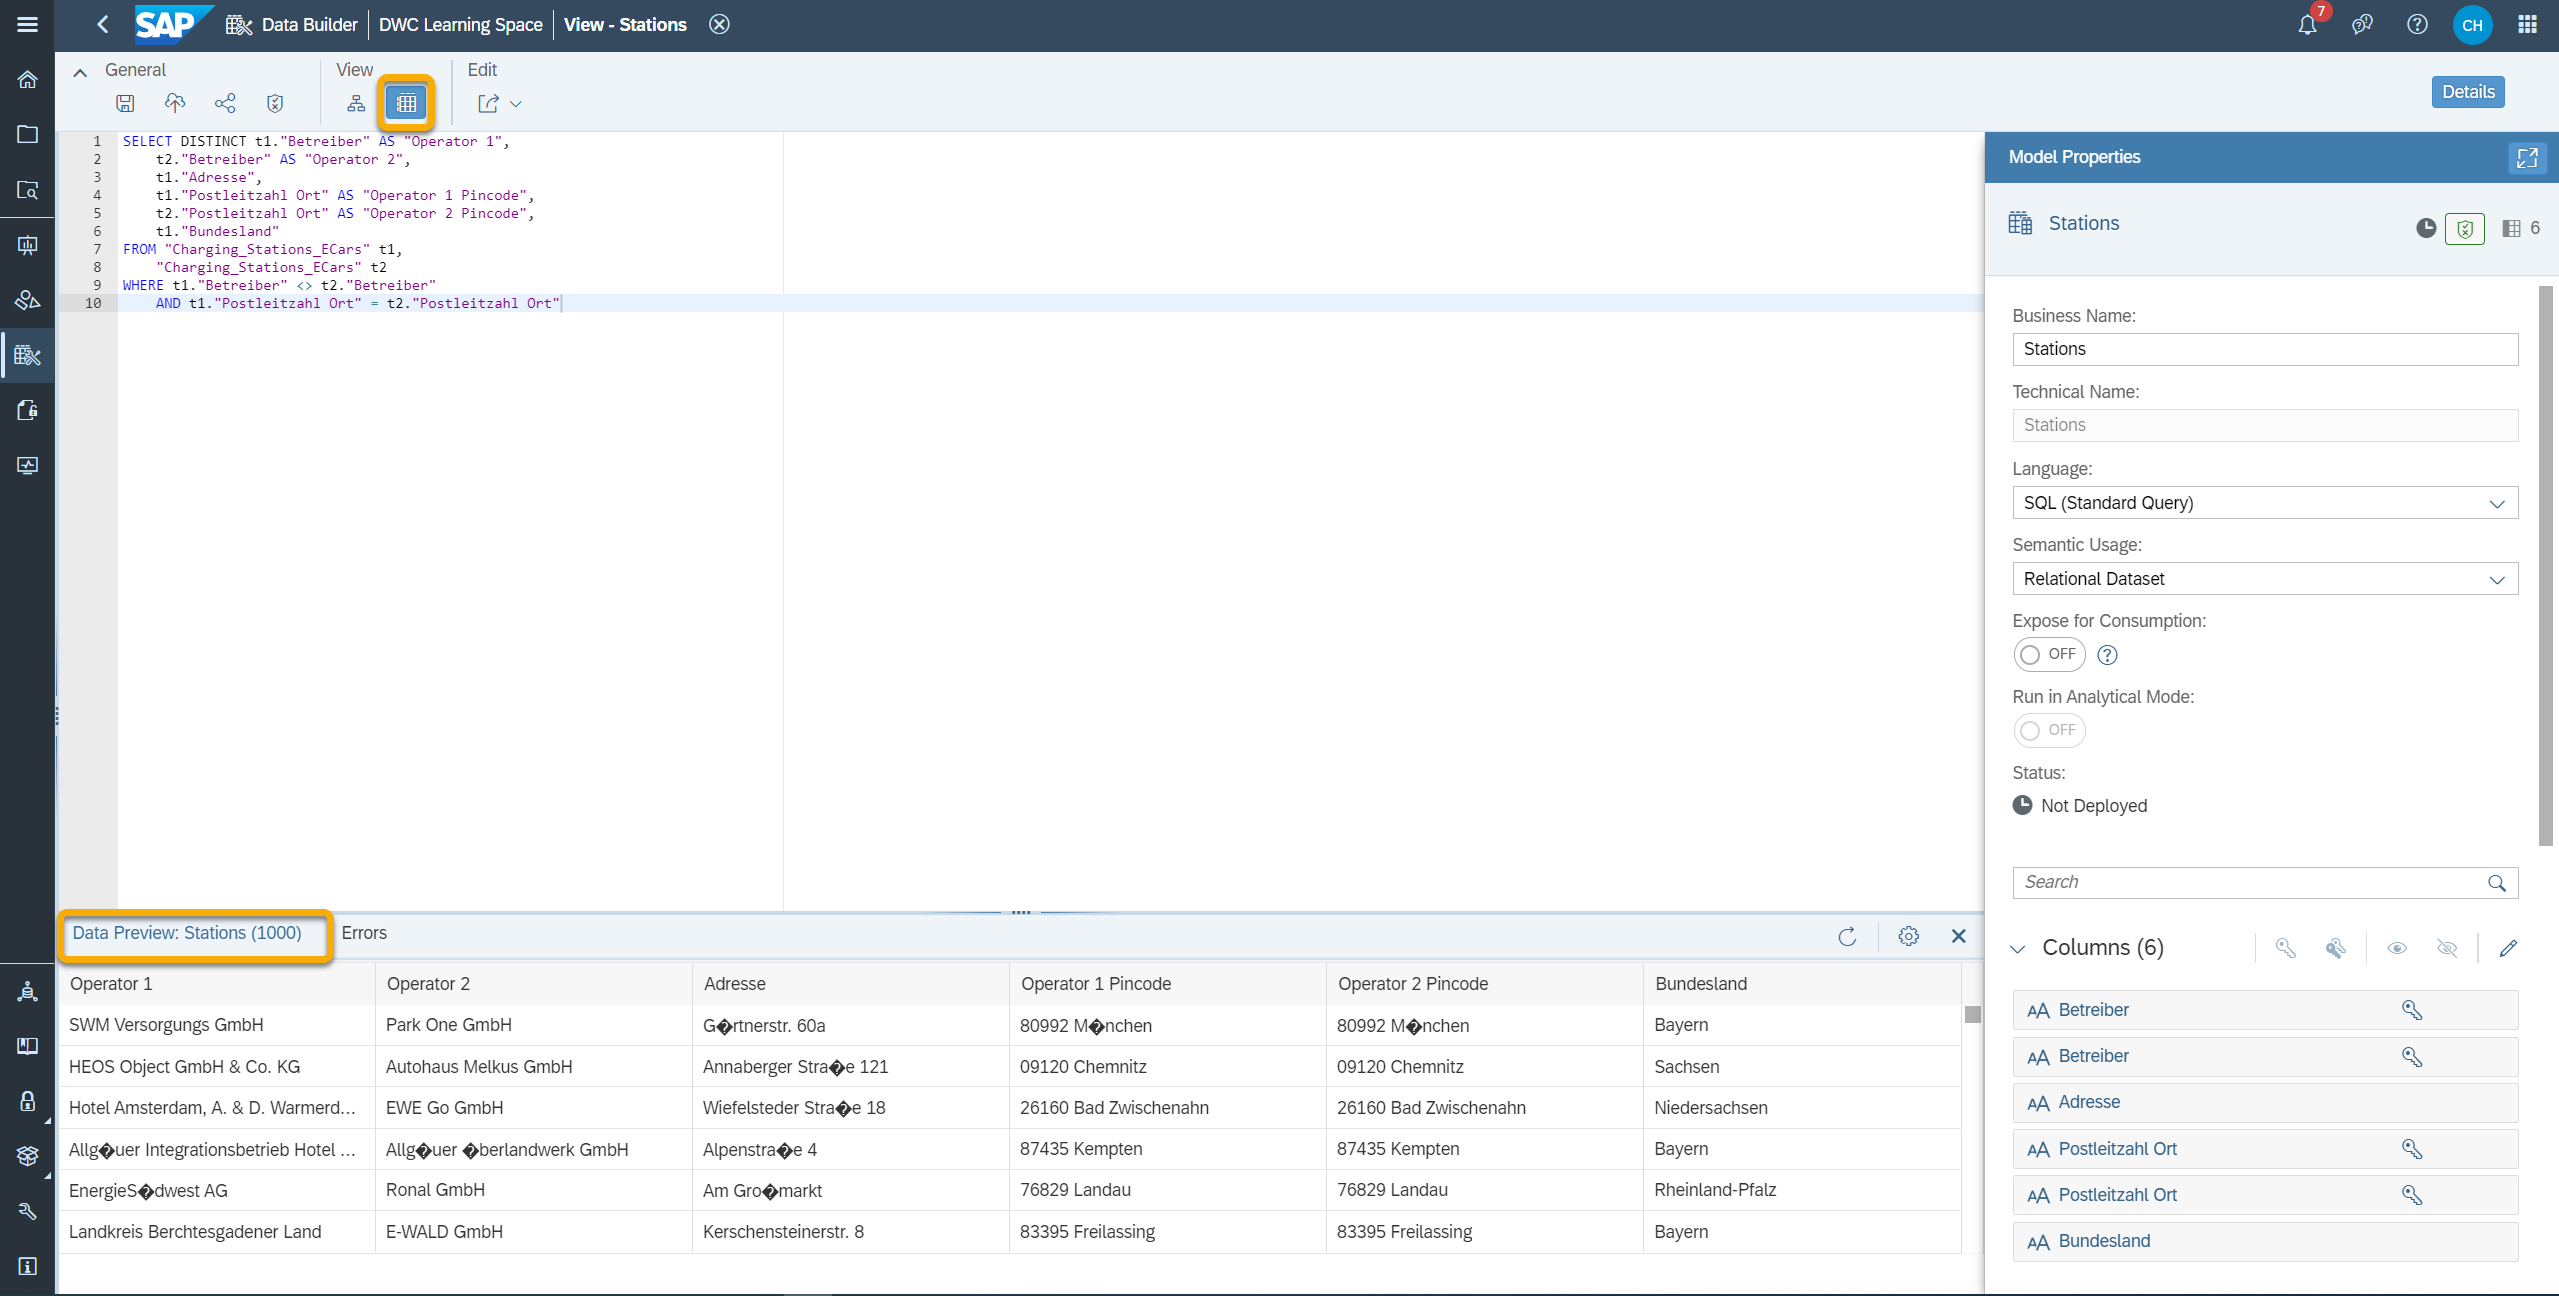 SAP Data Builder DWC Learning Space View - Stations 7 CH
General View Edit
Details
1 SELECT DISTINCT t1."Betreiber" AS "Operator 1",
2 t2."Betreiber" AS "Operator 2",
3 t1."Adresse",
4 t1."Postleitzahl Ort" AS "Operator 1 Pincode",
5 t2."Postleitzahl Ort" AS "Operator 2 Pincode",
6 t1."Bundesland"
7 FROM "Charging_Stations_ECars" t1,
8 "Charging_Stations_ECars" t2
9 WHERE t1."Betreiber" <> t2."Betreiber"
10 AND t1."Postleitzahl Ort" = t2."Postleitzahl Ort"
Data Preview: Stations (1000) Errors
Operator 1 Operator 2 Adresse Operator 1 Pincode Operator 2 Pincode Bundesland
SWM Versorgungs GmbH Park One GmbH G�rtnerstr. 60a 80992 M�nchen 80992 M�nchen Bayern
HEOS Object GmbH & Co. KG Autohaus Melkus GmbH Annaberger Stra�e 121 09120 Chemnitz 09120 Chemnitz Sachsen
Hotel Amsterdam, A. & D. Warmerd... EWE Go GmbH Wiefelsteder Stra�e 18 26160 Bad Zwischenahn 26160 Bad Zwischenahn Niedersachsen
Allg�uer Integrationsbetrieb Hotel ... Allg�uer �berlandwerk GmbH Alpenstra�e 4 87435 Kempten 87435 Kempten Bayern
EnergieS�dwest AG Ronal GmbH Am Gro�markt 76829 Landau 76829 Landau Rheinland-Pfalz
Landkreis Berchtesgadener Land E-WALD GmbH Kerschensteinerstr. 8 83395 Freilassing 83395 Freilassing Bayern
Model Properties
Stations 6
Business Name:
Stations
Technical Name:
Stations
Language:
SQL (Standard Query)
Semantic Usage:
Relational Dataset
Expose for Consumption:
OFF
Run in Analytical Mode:
OFF
Status:
Not Deployed
Search
Columns (6)
AA Betreiber
AA Betreiber
AA Adresse
AA Postleitzahl Ort
AA Postleitzahl Ort
AA Bundesland